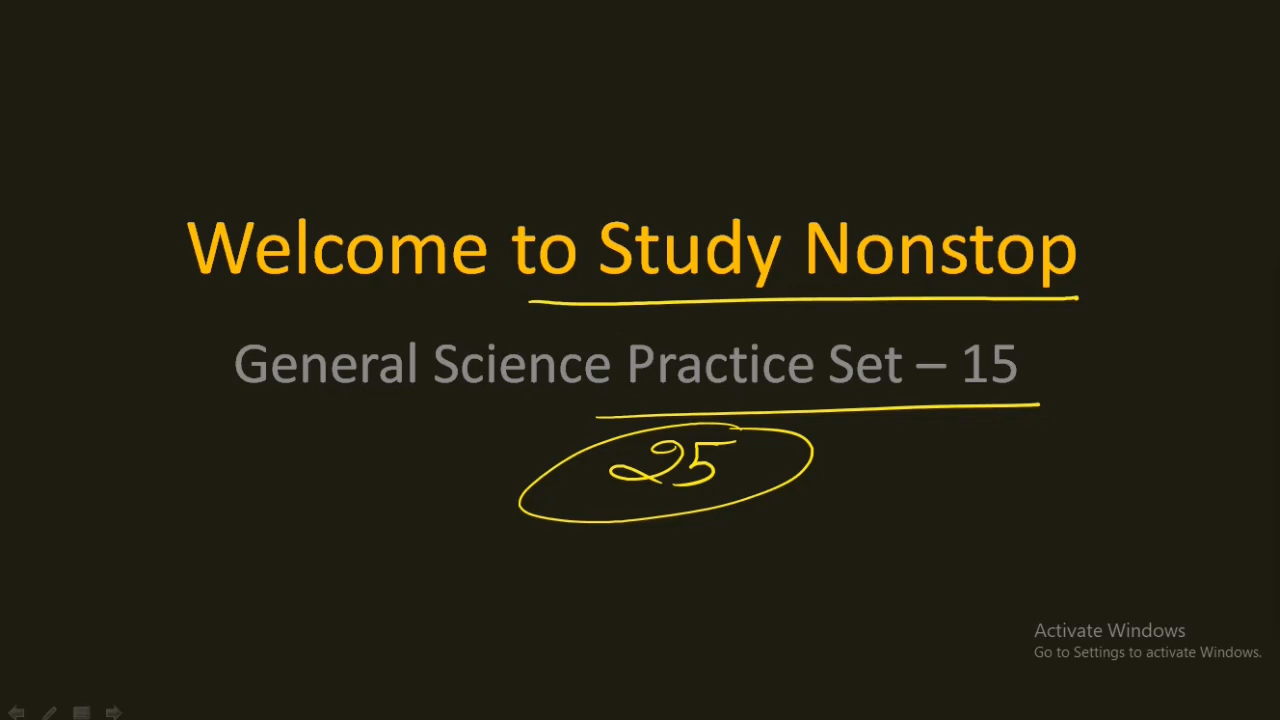 Welcome to Study Nonstop
General Science Practice Set – 15
25
Activate Windows
Go to Settings to activate Windows.